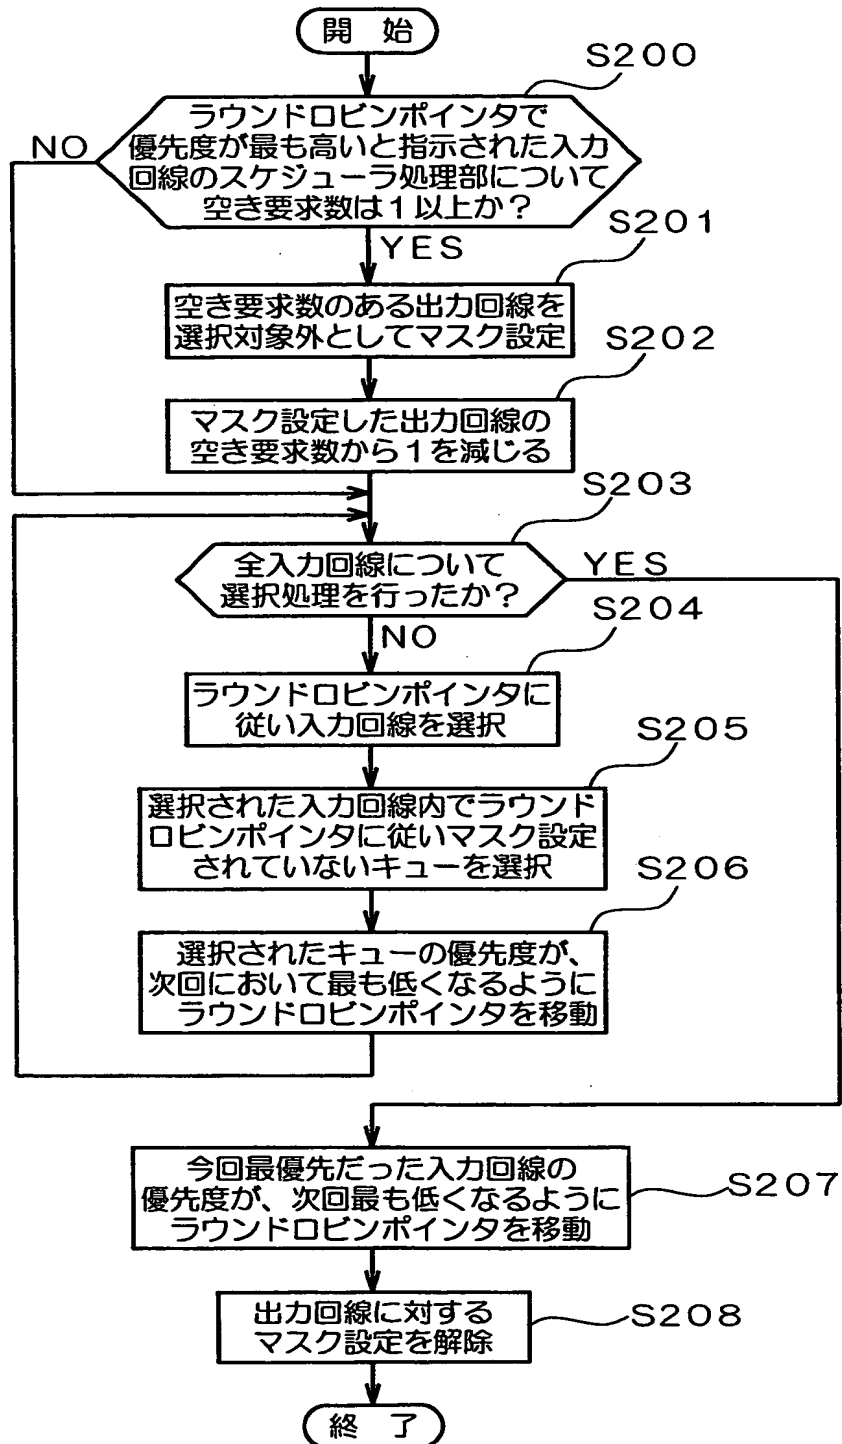 開 始
S200
ラウンドロビンポインタで
優先度が最も高いと指示された入力
回線のスケジューラ処理部について
空き要求数は1以上か?
NO
YES
S201
空き要求数のある出力回線を
選択対象外としてマスク設定
S202
マスク設定した出力回線の
空き要求数から1を減じる
S203
全入力回線について
選択処理を行ったか?
YES
NO
S204
ラウンドロビンポインタに
従い入力回線を選択
S205
選択された入力回線内でラウンド
ロビンポインタに従いマスク設定
されていないキューを選択
S206
選択されたキューの優先度が、
次回において最も低くなるように
ラウンドロビンポインタを移動
今回最優先だった入力回線の
優先度が、次回最も低くなるように
ラウンドロビンポインタを移動
S207
出力回線に対する
マスク設定を解除
S208
終 了